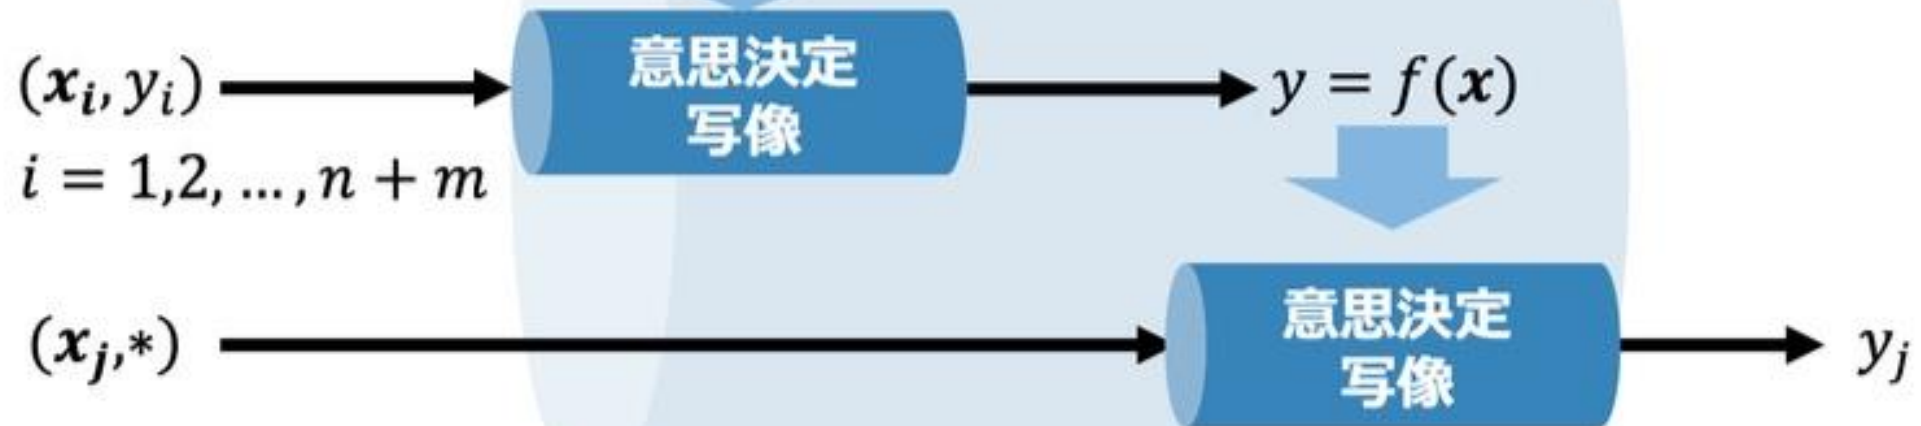 (xᵢ, yᵢ)
意思決定
写像
y = f(x)
i = 1,2, … , n + m
(xⱼ,*)
意思決定
写像
yⱼ